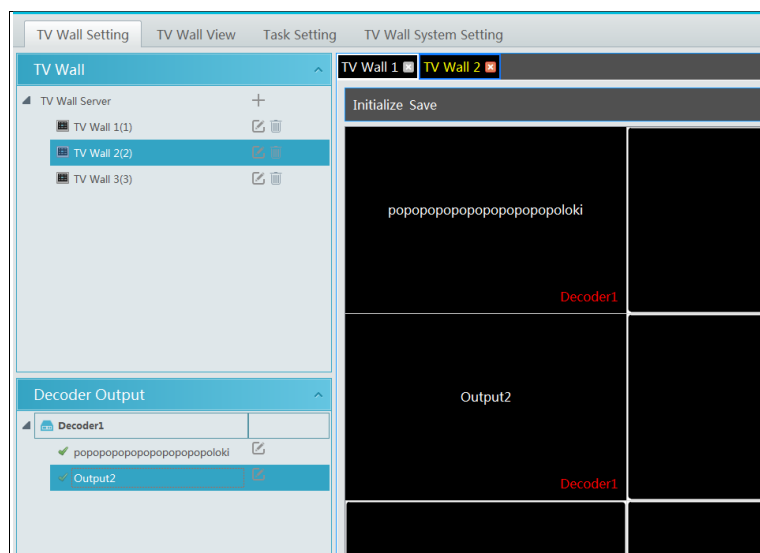 TV Wall Setting TV Wall View Task Setting TV Wall System Setting
TV Wall
TV Wall Server
TV Wall 1(1)
TV Wall 2(2)
TV Wall 3(3)
Decoder Output
Decoder1
popopopopopopopopopoloki
Output2
TV Wall 1 TV Wall 2
Initialize Save
popopopopopopopopopoloki
Decoder1
Output2
Decoder1